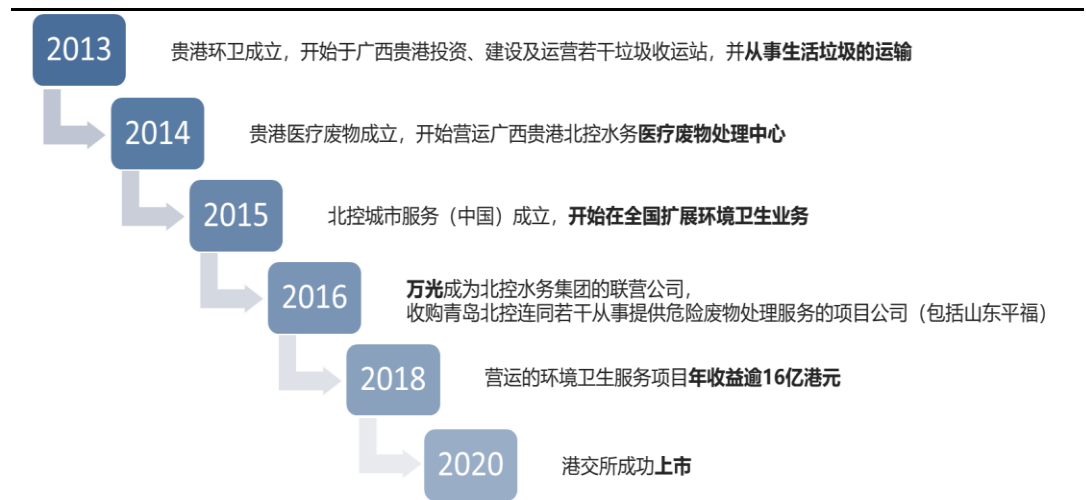 2013
贵港环卫成立，开始于广西贵港投资、建设及运营若干垃圾收运站，并从事生活垃圾的运输
2014
贵港医疗废物成立，开始营运广西贵港北控水务医疗废物处理中心
2015
北控城市服务（中国）成立，开始在全国扩展环境卫生业务
2016
万光成为北控水务集团的联营公司，
收购青岛北控连同若干从事提供危险废物处理服务的项目公司（包括山东平福）
2018
营运的环境卫生服务项目年收益逾16亿港元
2020
港交所成功上市